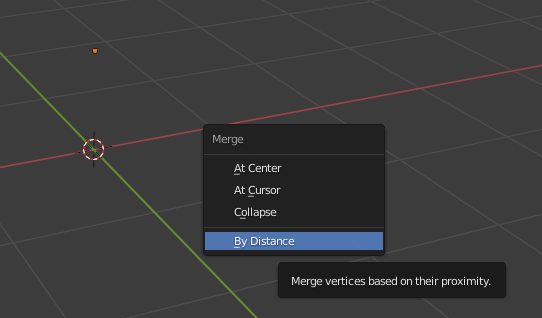 Merge
At Center
At Cursor
Collapse
By Distance
Merge vertices based on their proximity.